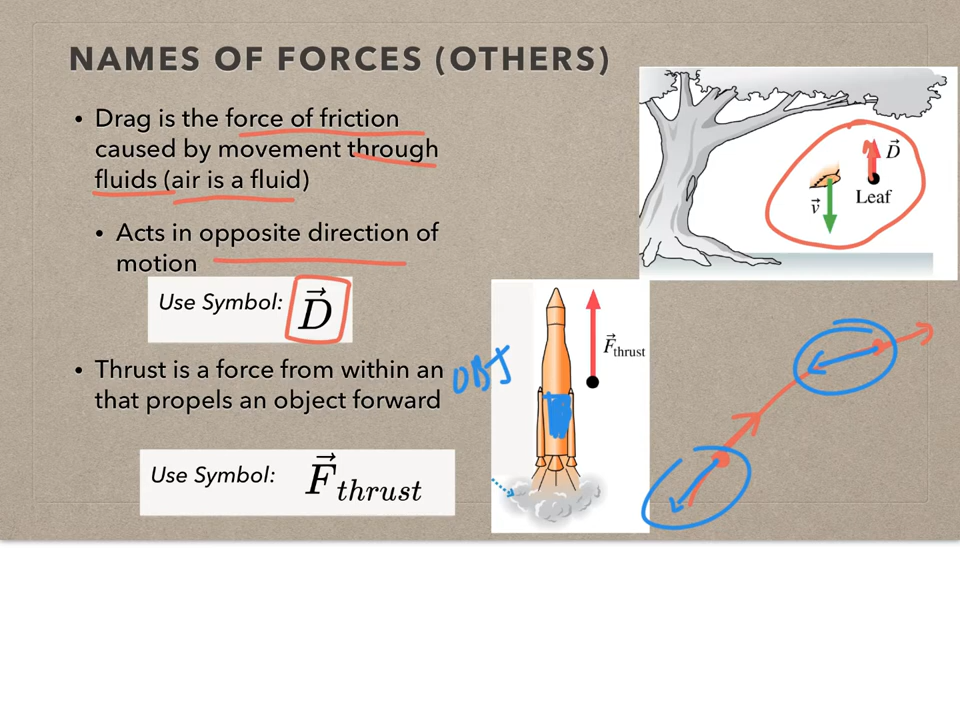 NAMES OF FORCES (OTHERS)
• Drag is the force of friction
caused by movement through
fluids (air is a fluid)
• Acts in opposite direction of
motion
Use Symbol: D⃗
• Thrust is a force from within an OBJ
that propels an object forward
Use Symbol: F⃗thrust
D⃗
v⃗
Leaf
F⃗thrust